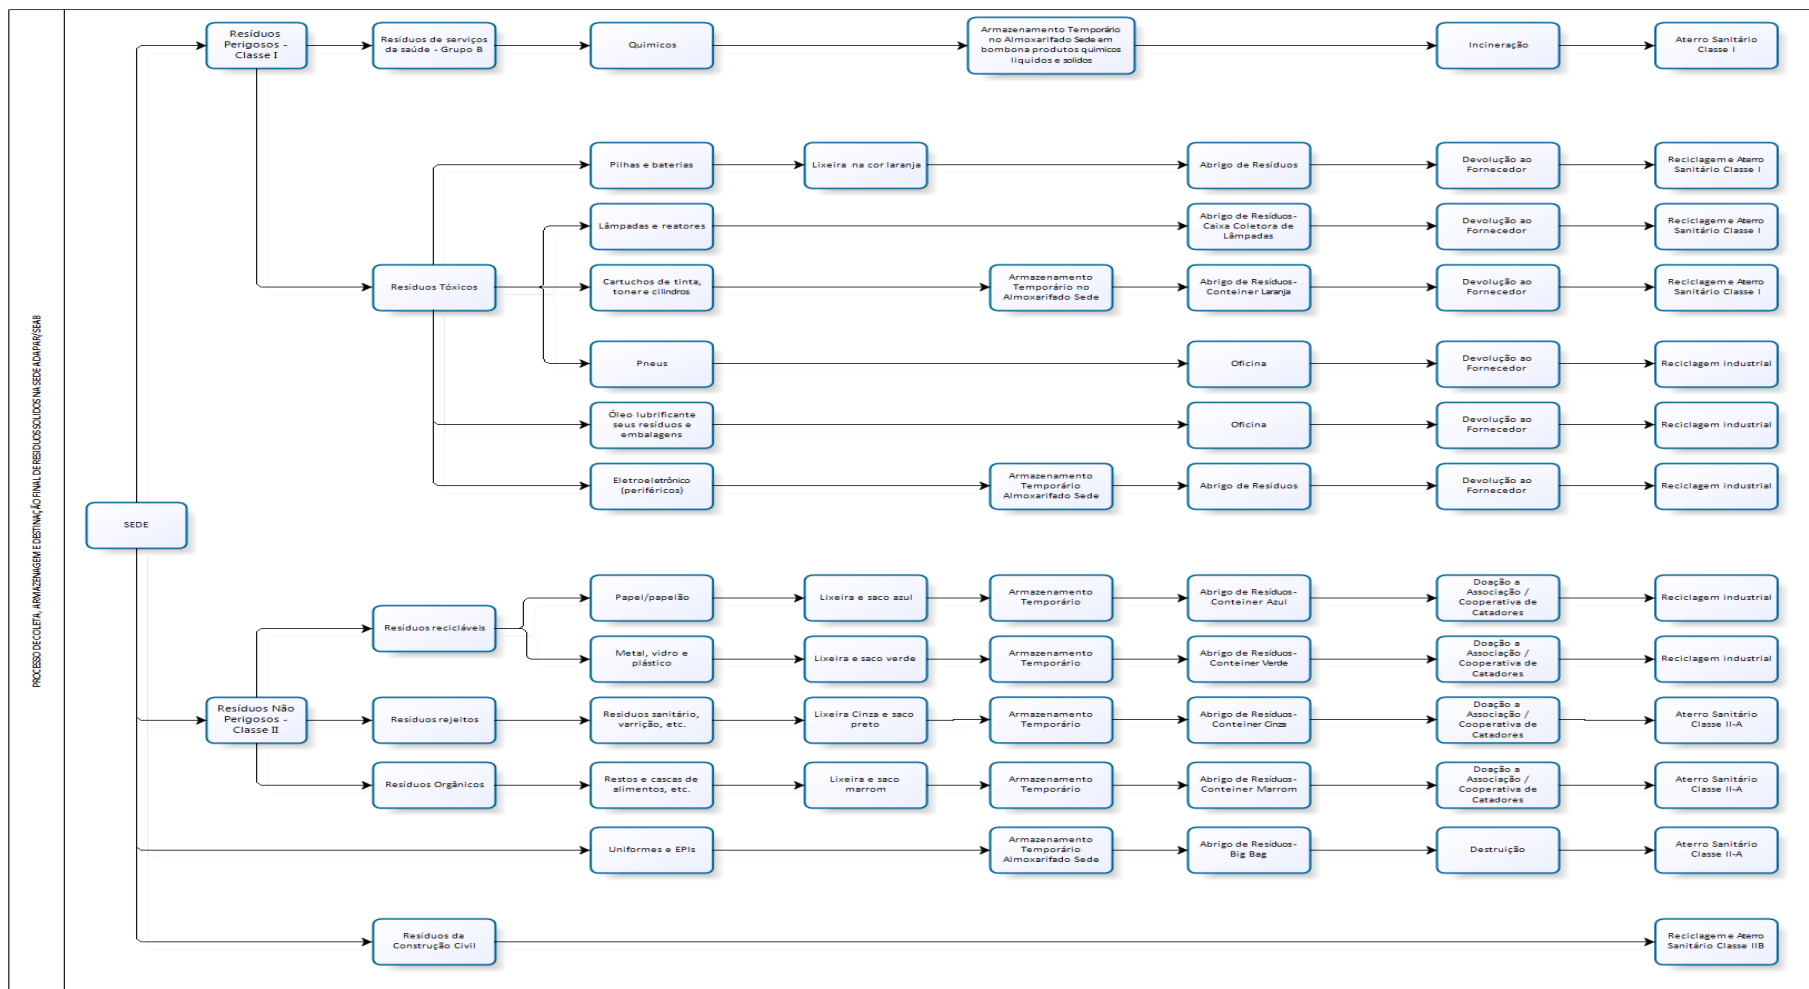 PROCESSO DE COLETA, ARMAZENAGEM E DESTINAÇÃO FINAL DE RESIDUOS SOLIDOS NA SEDE ADAPAR/SEAB
Resíduos
Perigosos -
Classe I
Resíduos de serviços
da saúde - Grupo B
Quimicos
Armazenamento Temporário
no Almoxarifado Sede em
bombona produtos quimicos
liquidos e solidos
Incineração
Aterro Sanitário
Classe I
Pilhas e baterias
Lixeira na cor laranja
Abrigo de Resíduos
Devolução ao
Fornecedor
Reciclagem e Aterro
Sanitário Classe I
Lâmpadas e reatores
Abrigo de Resíduos-
Caixa Coletora de
Lâmpadas
Devolução ao
Fornecedor
Reciclagem e Aterro
Sanitário Classe I
Resíduos Tóxicos
Cartuchos de tinta,
toner e cilindros
Armazenamento
Temporário no
Almoxarifado Sede
Abrigo de Resíduos-
Conteiner Laranja
Devolução ao
Fornecedor
Reciclagem e Aterro
Sanitário Classe I
Pneus
Oficina
Devolução ao
Fornecedor
Reciclagem industrial
Óleo lubrificante
seus resíduos e
embalagens
Oficina
Devolução ao
Fornecedor
Reciclagem industrial
Eletroeletrônico
(periféricos)
Armazenamento
Temporário
Almoxarifado Sede
Abrigo de Resíduos
Devolução ao
Fornecedor
Reciclagem industrial
SEDE
Resíduos recicláveis
Papel/papelão
Lixeira e saco azul
Armazenamento
Temporário
Abrigo de Resíduos-
Conteiner Azul
Doação a
Associação /
Cooperativa de
Catadores
Reciclagem industrial
Metal, vidro e
plástico
Lixeira e saco verde
Armazenamento
Temporário
Abrigo de Resíduos-
Conteiner Verde
Doação a
Associação /
Cooperativa de
Catadores
Reciclagem industrial
Resíduos Não
Perigosos -
Classe II
Resíduos rejeitos
Residuos sanitário,
varrição, etc.
Lixeira Cinza e saco
preto
Armazenamento
Temporário
Abrigo de Resíduos-
Conteiner Cinza
Doação a
Associação /
Cooperativa de
Catadores
Aterro Sanitário
Classe II-A
Resíduos Orgânicos
Restos e cascas de
alimentos, etc.
Lixeira e saco
marrom
Armazenamento
Temporário
Abrigo de Resíduos-
Conteiner Marrom
Doação a
Associação /
Cooperativa de
Catadores
Aterro Sanitário
Classe II-A
Uniformes e EPIs
Armazenamento
Temporário
Almoxarifado Sede
Abrigo de Resíduos-
Big Bag
Destruição
Aterro Sanitário
Classe II-A
Resíduos da
Construção Civil
Reciclagem e Aterro
Sanitário Classe IIB